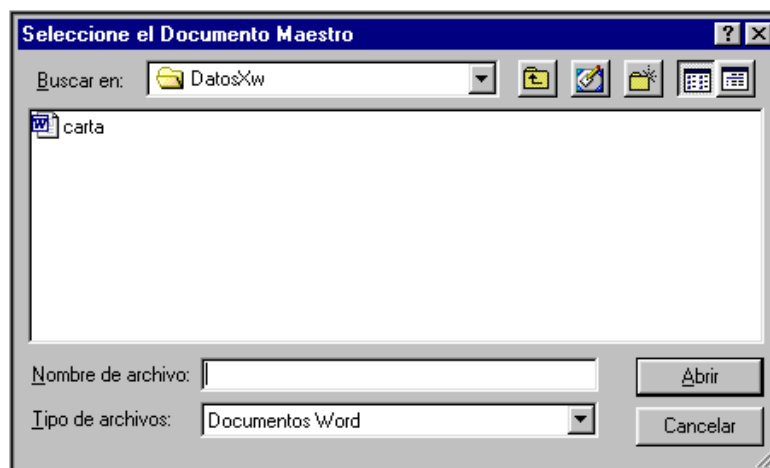 Seleccione el Documento Maestro
Buscar en: DatosXw
carta
Nombre de archivo:
Abrir
Tipo de archivos: Documentos Word
Cancelar